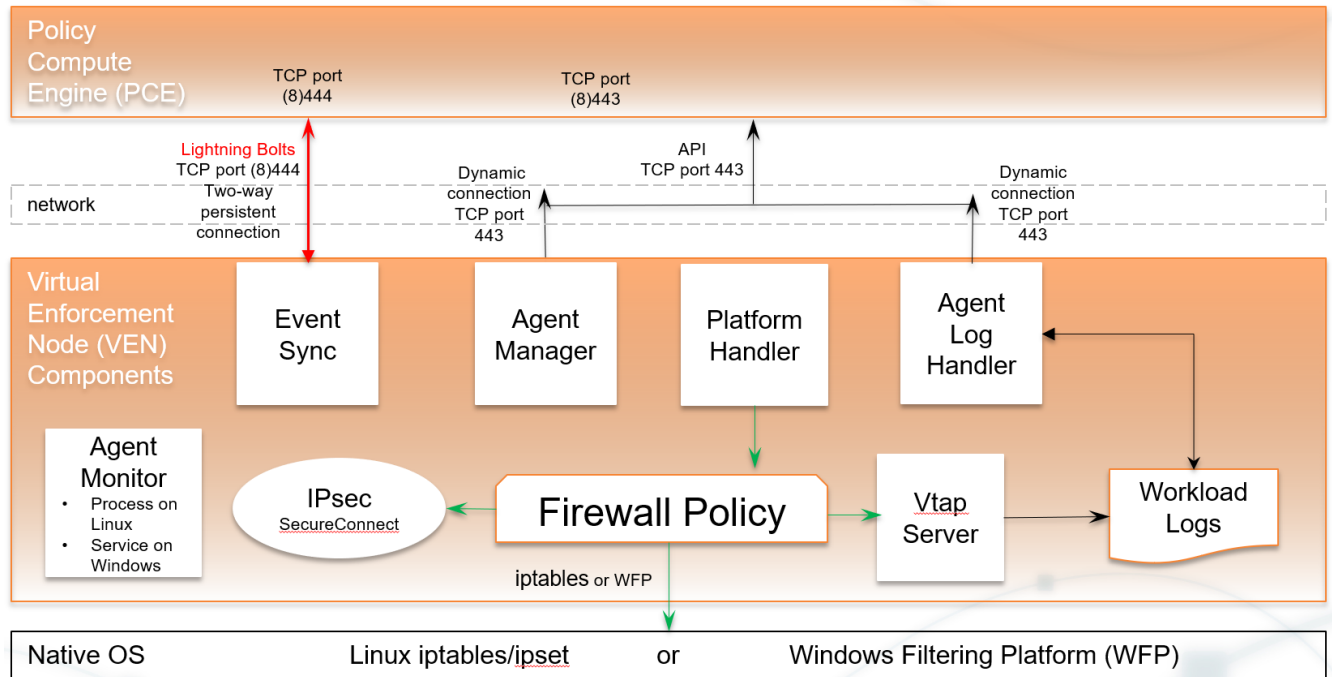 Policy
Compute
Engine (PCE)
TCP port
(8)444
TCP port
(8)443
Lightning Bolts
TCP port (8)444
Two-way
persistent
connection
Dynamic
connection
TCP port
443
API
TCP port 443
Dynamic
connection
TCP port
443
network
Virtual
Enforcement
Node (VEN)
Components
Event
Sync
Agent
Manager
Platform
Handler
Agent
Log
Handler
Agent
Monitor
• Process on
Linux
• Service on
Windows
IPsec
SecureConnect
Firewall Policy
Vtap
Server
Workload
Logs
iptables or WFP
Native OS
Linux iptables/ipset
or
Windows Filtering Platform (WFP)